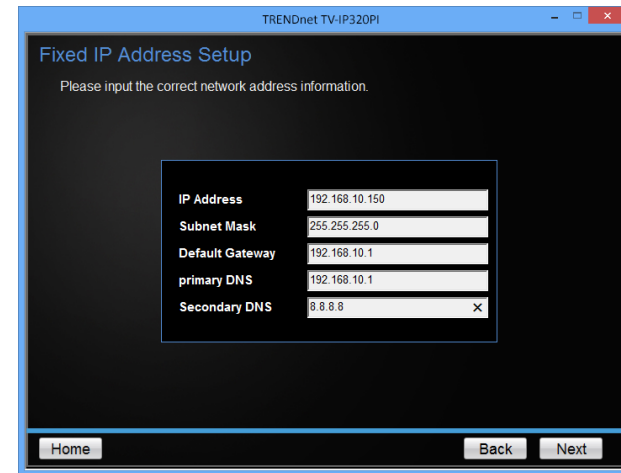 TRENDnet TV-IP320PI
Fixed IP Address Setup
Please input the correct network address information.
IP Address 192.168.10.150
Subnet Mask 255.255.255.0
Default Gateway 192.168.10.1
primary DNS 192.168.10.1
Secondary DNS 8.8.8.8
Home Back Next